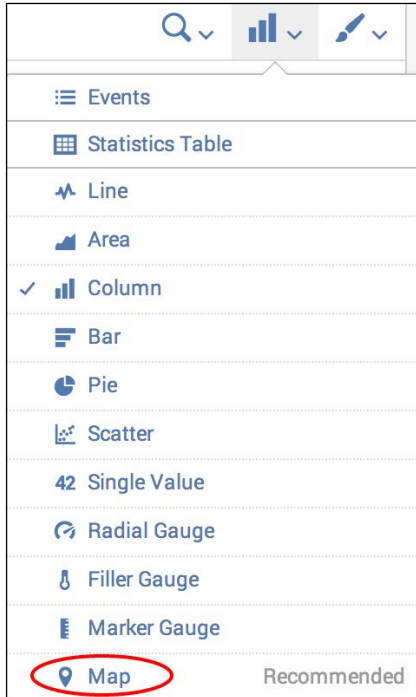 Events
Statistics Table
Line
Area
Column
Bar
Pie
Scatter
42 Single Value
Radial Gauge
Filler Gauge
Marker Gauge
Map Recommended